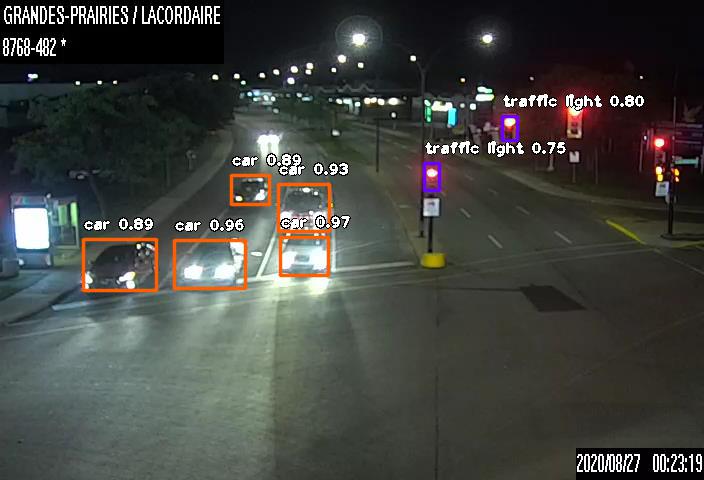 GRANDES-PRAIRIES / LACORDAIRE
8768-482 *
traffic light 0.80
traffic light 0.75
car 0.89
car 0.93
car 0.89
car 0.96
car 0.97
2020/08/27 00:23:19